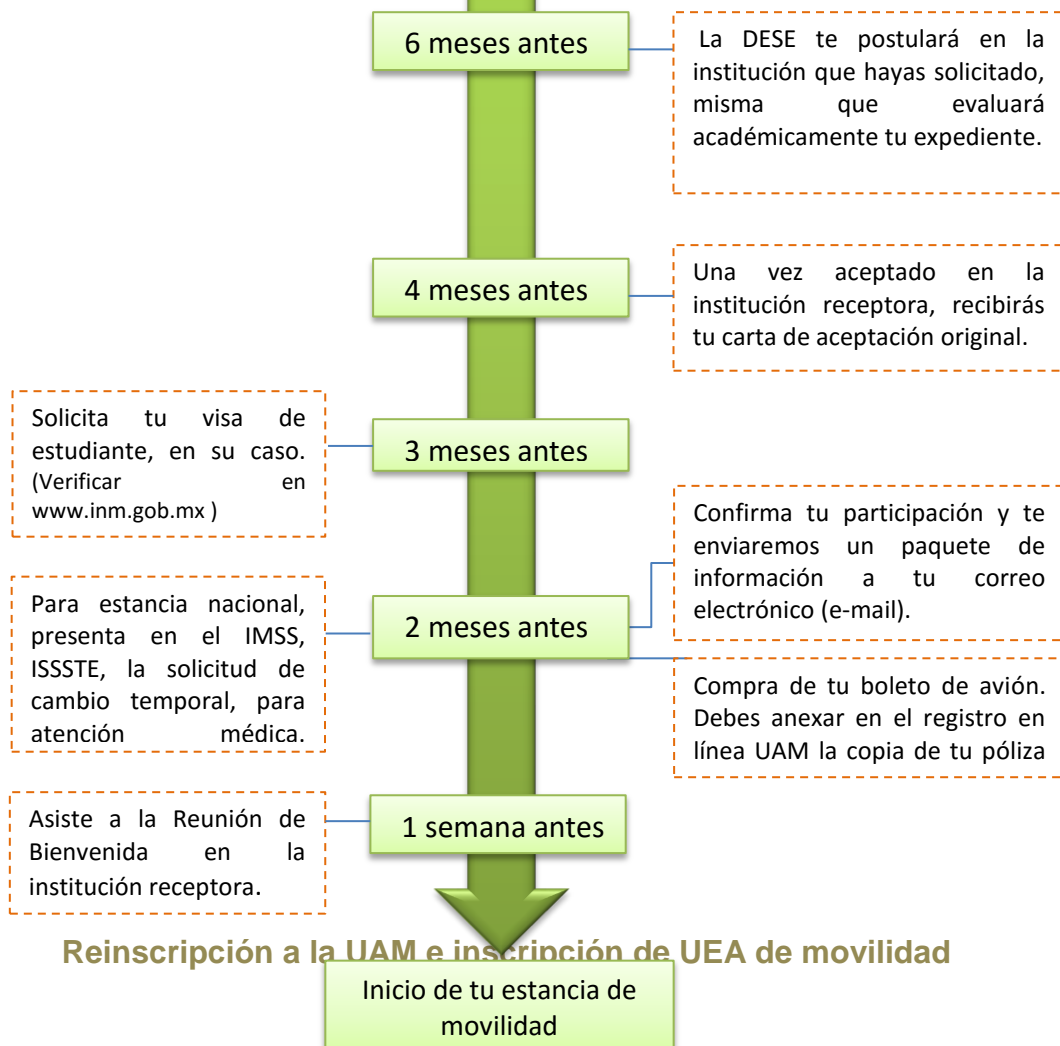 6 meses antes
La DESE te postulará en la
institución que hayas solicitado,
misma que evaluará
académicamente tu expediente.
4 meses antes
Una vez aceptado en la
institución receptora, recibirás
tu carta de aceptación original.
Solicita tu visa de
estudiante, en su caso.
(Verificar en
www.inm.gob.mx )
3 meses antes
Confirma tu participación y te
enviaremos un paquete de
información a tu correo
electrónico (e-mail).
Para estancia nacional,
presenta en el IMSS,
ISSSTE, la solicitud de
cambio temporal, para
atención médica.
2 meses antes
Compra de tu boleto de avión.
Debes anexar en el registro en
línea UAM la copia de tu póliza
Asiste a la Reunión de
Bienvenida en la
institución receptora.
1 semana antes
Reinscripción a la UAM e inscripción de UEA de movilidad
Inicio de tu estancia de
movilidad